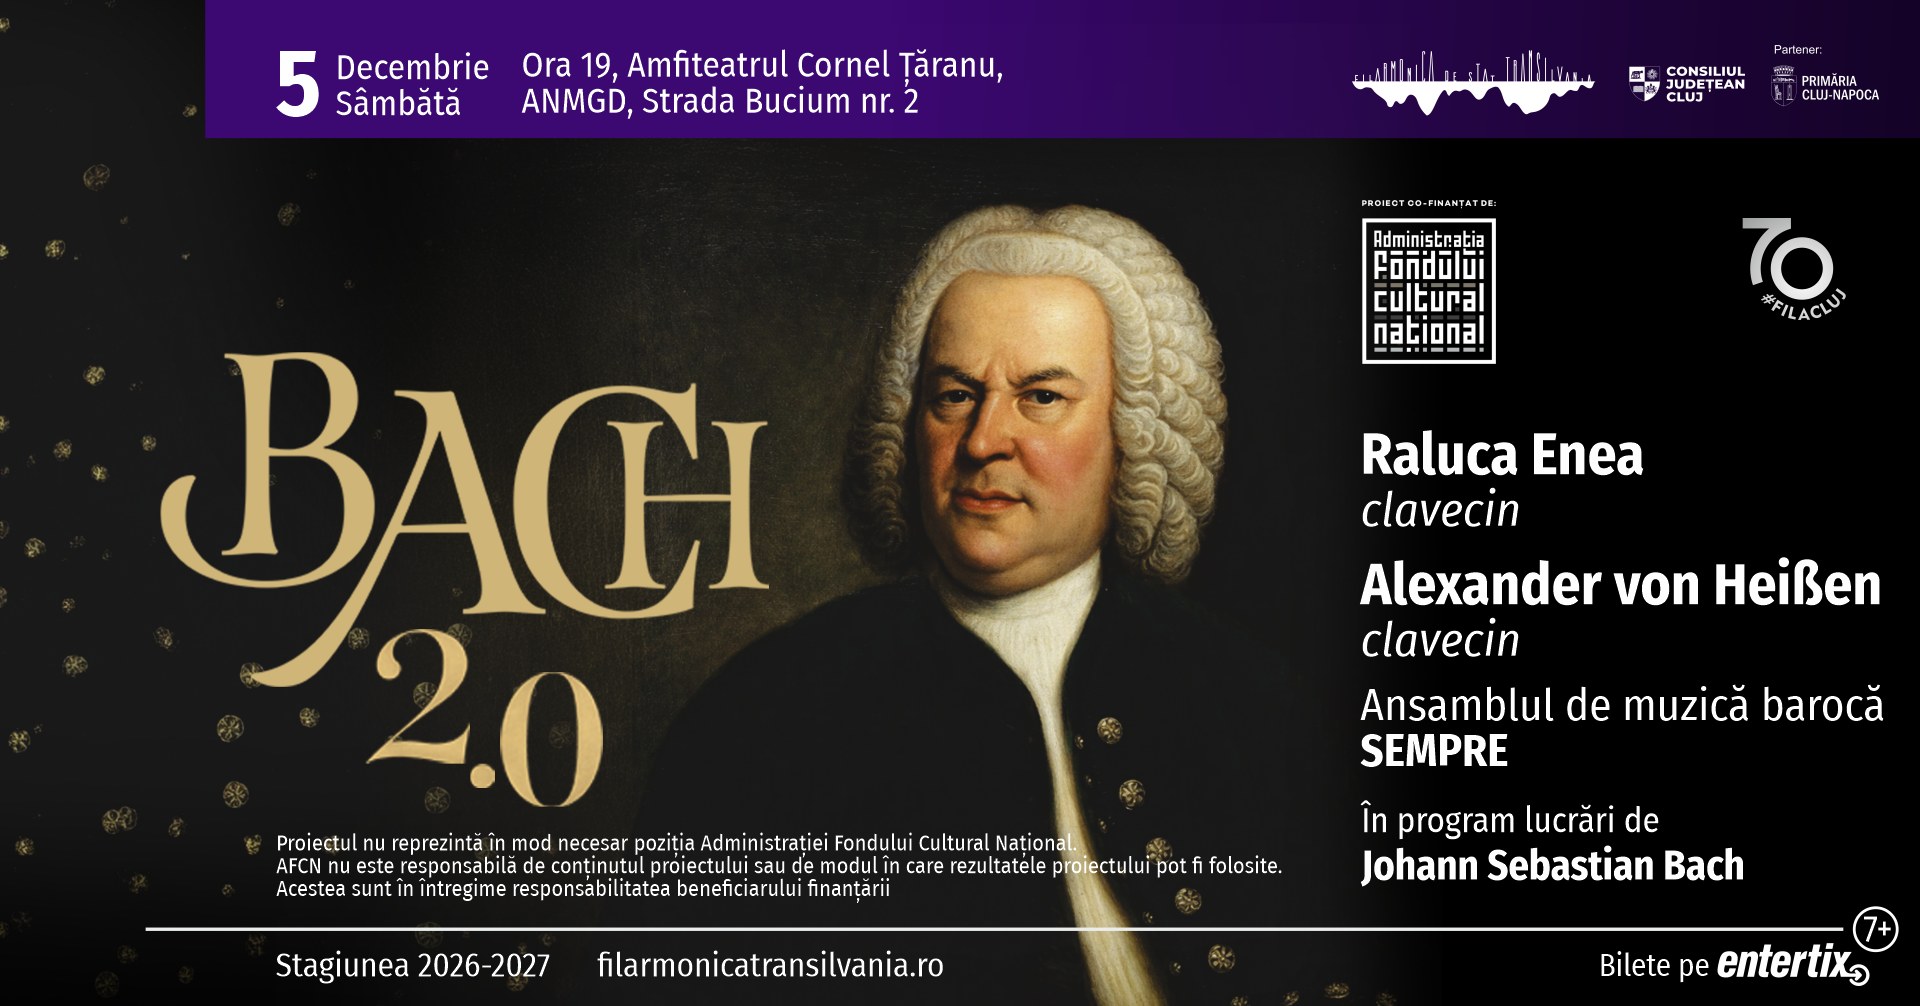 5 Decembrie
Sâmbătă
Ora 19, Amfiteatrul Cornel Țăranu,
ANMGD, Strada Bucium nr. 2
FILARMONICA DE STAT TRANSILVANIA
CONSILIUL
JUDEȚEAN
CLUJ
Partener:
PRIMĂRIA
CLUJ-NAPOCA
PROIECT CO-FINANȚAT DE:
Administrația
fondului
cultural
național
70
#FILACLUJ
BACH
2.0
Raluca Enea
clavecin
Alexander von Heißen
clavecin
Ansamblul de muzică barocă
SEMPRE
În program lucrări de
Johann Sebastian Bach
Proiectul nu reprezintă în mod necesar poziția Administrației Fondului Cultural Național.
AFCN nu este responsabilă de conținutul proiectului sau de modul în care rezultatele proiectului pot fi folosite.
Acestea sunt în întregime responsabilitatea beneficiarului finanțării
7+
Stagiunea 2026-2027
filarmonicatransilvania.ro
Bilete pe entertix